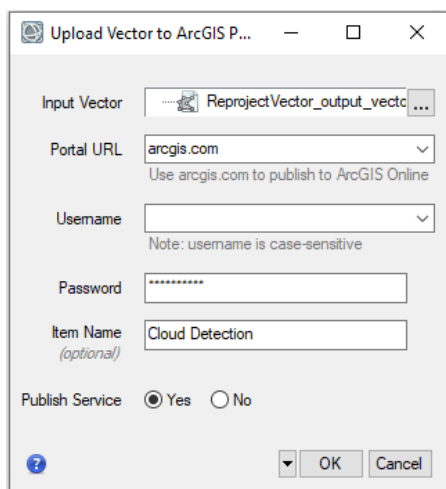 Upload Vector to ArcGIS P...
Input Vector ReprojectVector_output_vecto ...
Portal URL arcgis.com
Use arcgis.com to publish to ArcGIS Online
Username
Note: username is case-sensitive
Password **********
Item Name Cloud Detection
(optional)
Publish Service Yes No
? OK Cancel